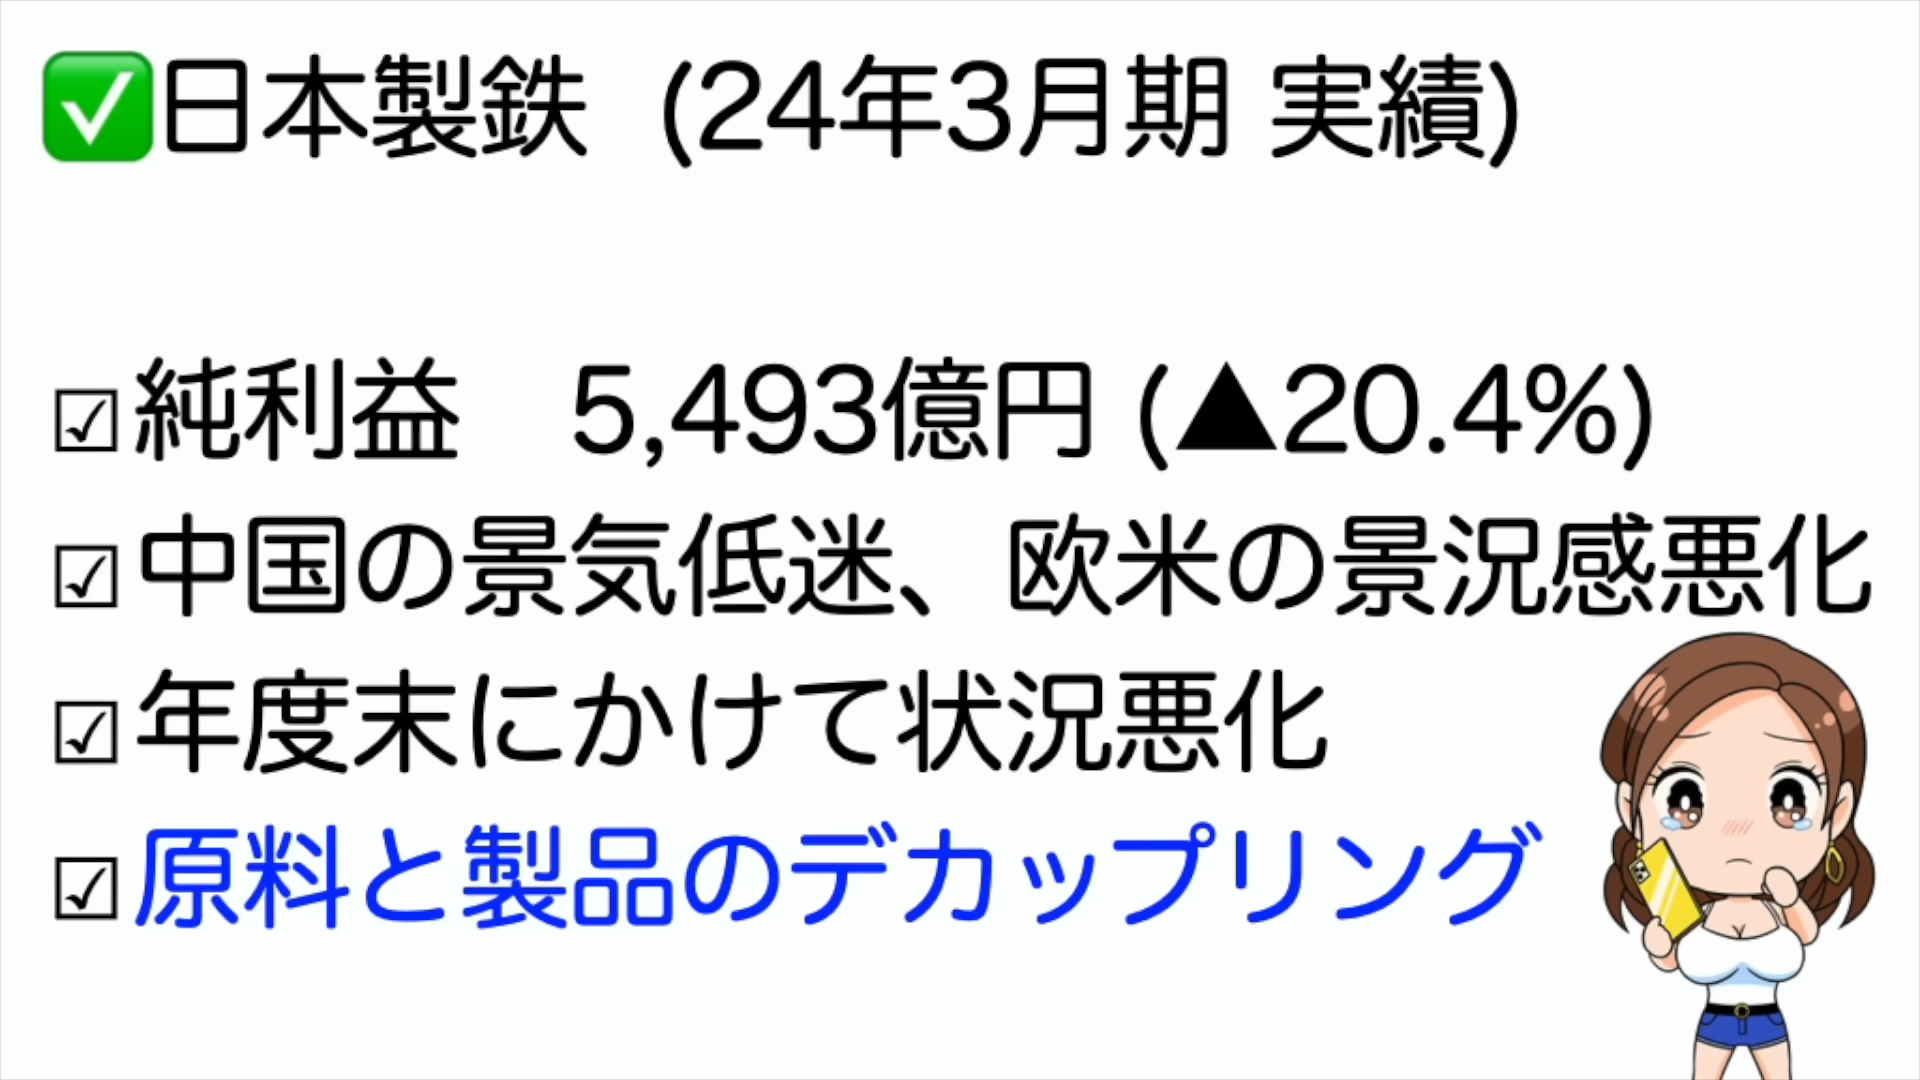 ✅日本製鉄 (24年3月期 実績)
☑純利益 5,493億円 (▲20.4%)
☑中国の景気低迷、欧米の景況感悪化
☑年度末にかけて状況悪化
☑原料と製品のデカップリング